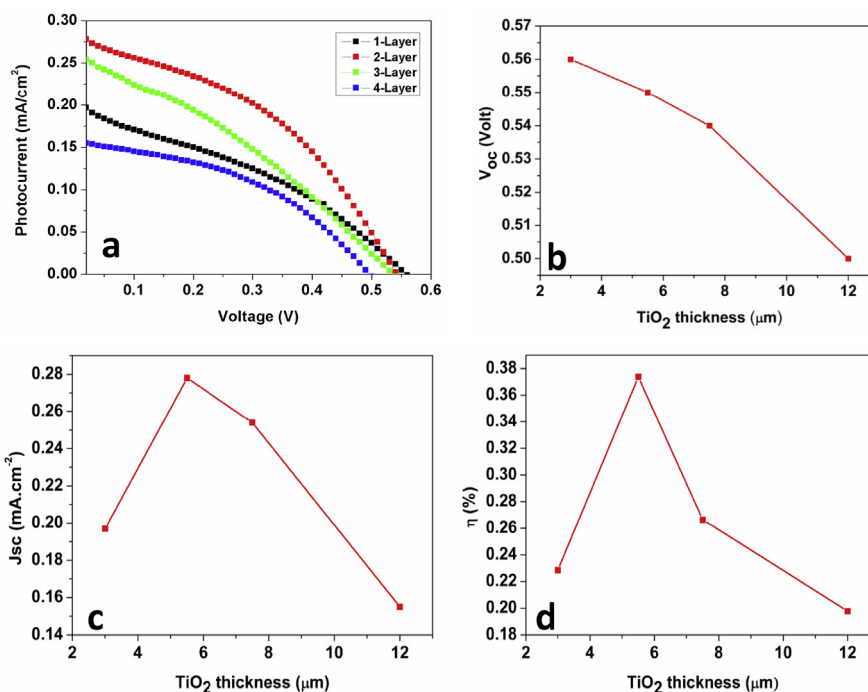 0.30
0.25
0.20
0.15
0.10
0.05
0.00
Photocurrent (mA/cm²)
1-Layer
2-Layer
3-Layer
4-Layer
a
0.1 0.2 0.3 0.4 0.5 0.6
Voltage (V)
0.56
0.55
0.54
0.53
0.52
0.51
0.50
V_OC (Volt)
b
2 4 6 8 10 12
TiO₂ thickness (μm)
0.28
0.26
0.24
0.22
0.20
0.18
0.16
0.14
Jsc (mA.cm⁻²)
c
2 4 6 8 10 12
TiO₂ thickness (μm)
0.38
0.36
0.34
0.32
0.30
0.28
0.26
0.24
0.22
0.20
0.18
η (%)
d
2 4 6 8 10 12
TiO₂ thickness (μm)